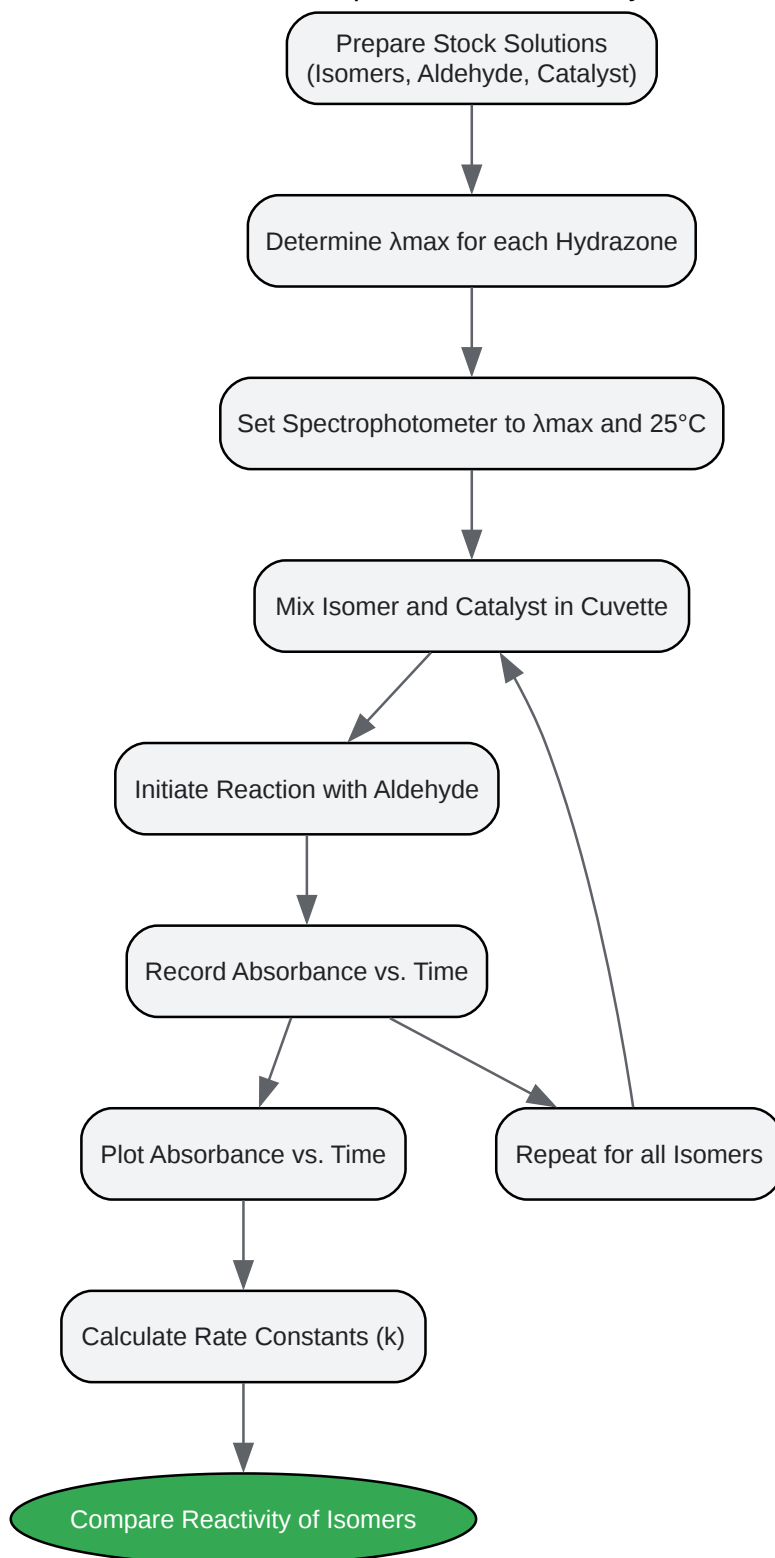 Prepare Stock Solutions
(Isomers, Aldehyde, Catalyst)
Determine λmax for each Hydrazone
Set Spectrophotometer to λmax and 25°C
Mix Isomer and Catalyst in Cuvette
Initiate Reaction with Aldehyde
Record Absorbance vs. Time
Plot Absorbance vs. Time
Repeat for all Isomers
Calculate Rate Constants (k)
Compare Reactivity of Isomers